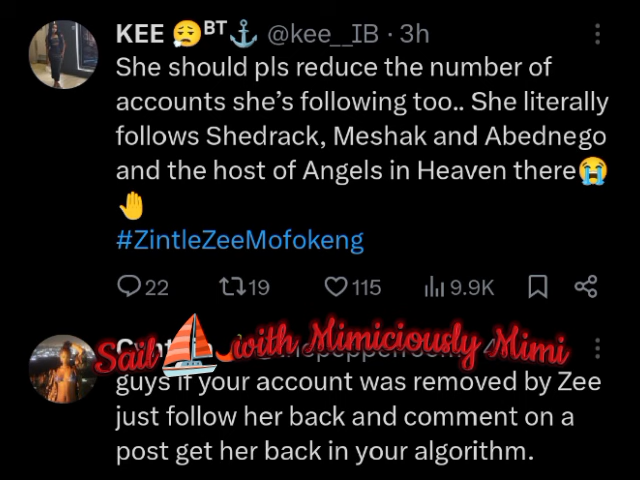 KEE 😮‍💨ᴮᵀ⚓ @kee__IB · 3h
She should pls reduce the number of
accounts she's following too.. She literally
follows Shedrack, Meshak and Abednego
and the host of Angels in Heaven there😭
🤚
#ZintleZeeMofokeng
22 19 115 9.9K
Sail with Mimiciously Mimi
guys if your account was removed by Zee
just follow her back and comment on a
post get her back in your algorithm.